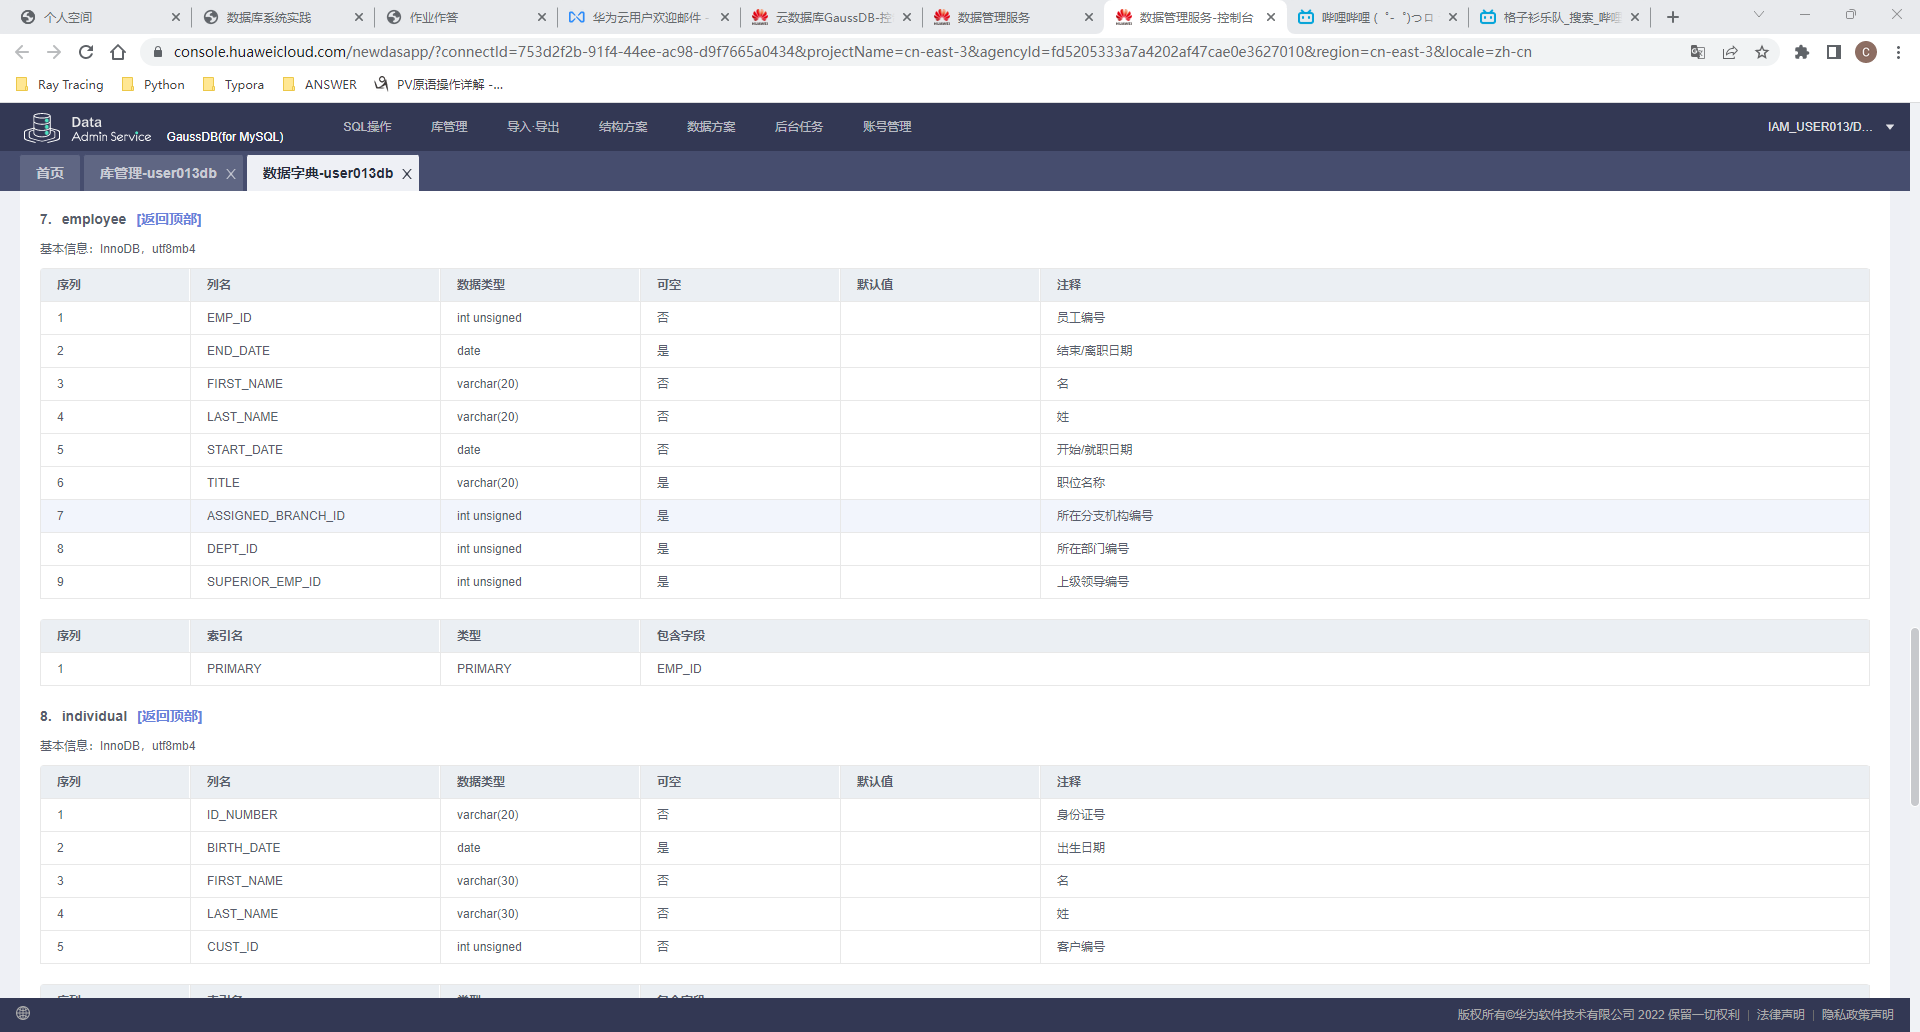 个人空间
数据库系统实践
作业作答
华为云用户欢迎邮件 -
云数据库GaussDB-控
数据管理服务
数据管理服务-控制台
哔哩哔哩 ( ゜- ゜)つロ
格子衫乐队_搜索_哔哩
console.huaweicloud.com/newdasapp/?connectId=753d2f2b-91f4-44ee-ac98-d9f7665a0434&projectName=cn-east-3&agencyId=fd5205333a7a4202af47cae0e3627010&region=cn-east-3&locale=zh-cn
C
Ray Tracing Python Typora ANSWER PV原语操作详解 -...
Data
Admin Service GaussDB(for MySQL) SQL操作 库管理 导入·导出 结构方案 数据方案 后台任务 账号管理 IAM_USER013/D...
首页 库管理-user013db 数据字典-user013db
7. employee [返回顶部]
基本信息：InnoDB，utf8mb4
序列 列名 数据类型 可空 默认值 注释
1 EMP_ID int unsigned 否 员工编号
2 END_DATE date 是 结束/离职日期
3 FIRST_NAME varchar(20) 否 名
4 LAST_NAME varchar(20) 否 姓
5 START_DATE date 否 开始/就职日期
6 TITLE varchar(20) 是 职位名称
7 ASSIGNED_BRANCH_ID int unsigned 是 所在分支机构编号
8 DEPT_ID int unsigned 是 所在部门编号
9 SUPERIOR_EMP_ID int unsigned 是 上级领导编号
序列 索引名 类型 包含字段
1 PRIMARY PRIMARY EMP_ID
8. individual [返回顶部]
基本信息：InnoDB，utf8mb4
序列 列名 数据类型 可空 默认值 注释
1 ID_NUMBER varchar(20) 否 身份证号
2 BIRTH_DATE date 是 出生日期
3 FIRST_NAME varchar(30) 否 名
4 LAST_NAME varchar(30) 否 姓
5 CUST_ID int unsigned 否 客户编号
序列 索引名 类型 包含字段
版权所有©华为软件技术有限公司 2022 保留一切权利 | 法律声明 | 隐私政策声明